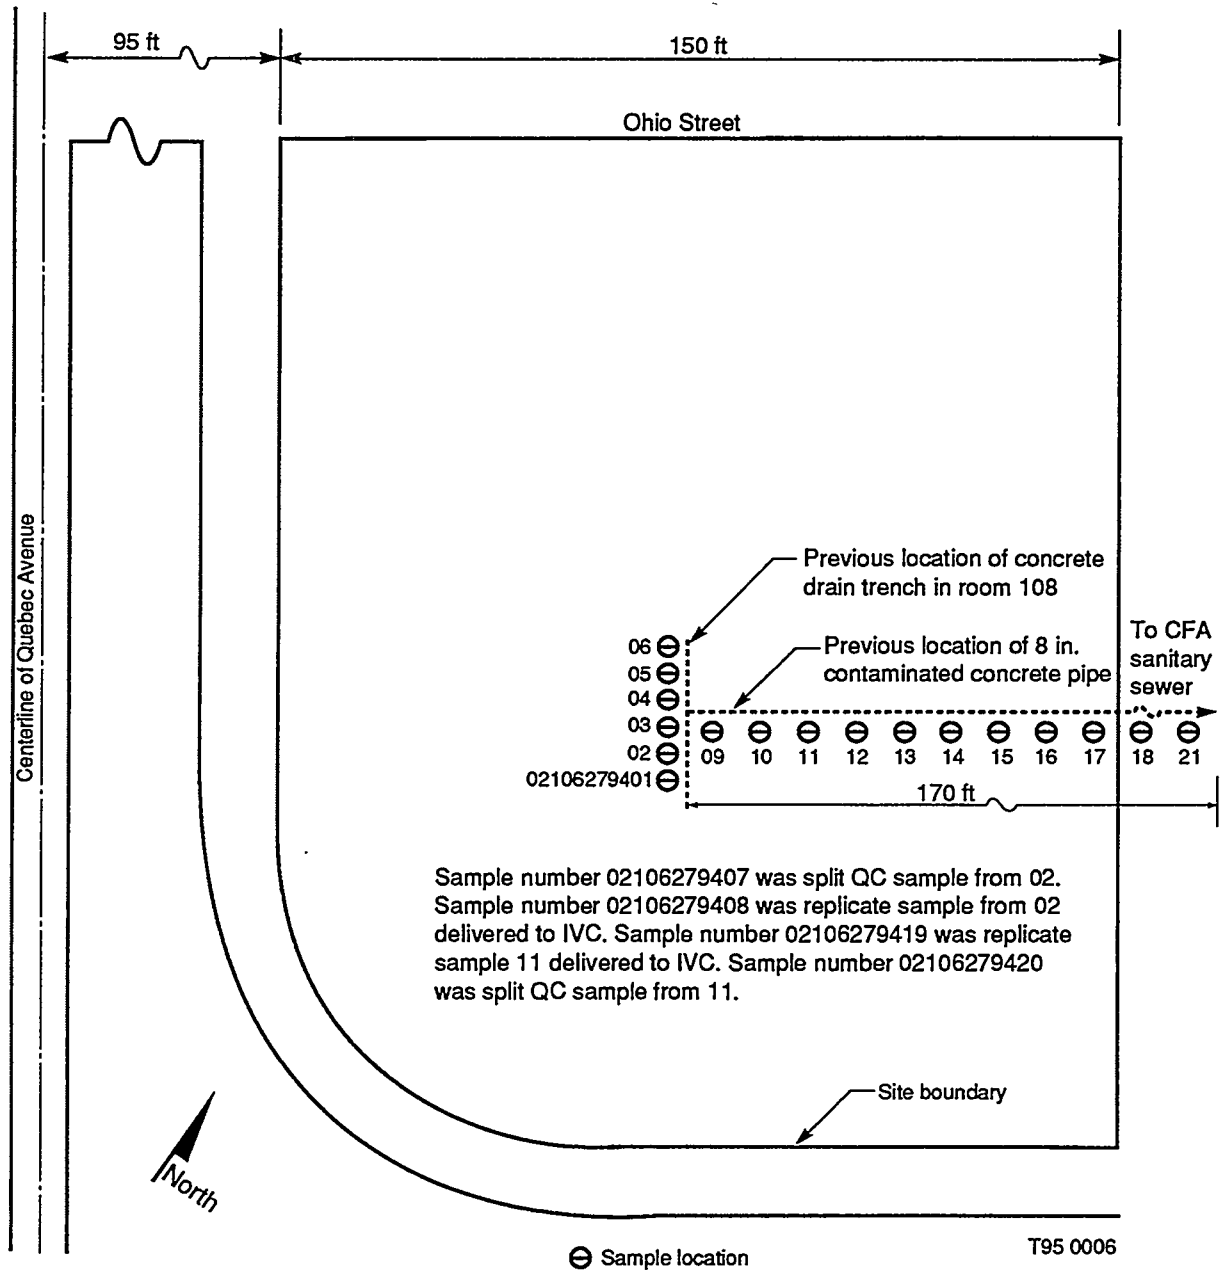 95 ft
150 ft
Ohio Street
Centerline of Quebec Avenue
Previous location of concrete
drain trench in room 108
Previous location of 8 in.
contaminated concrete pipe
To CFA
sanitary
sewer
06
05
04
03
02
02106279401
09 10 11 12 13 14 15 16 17 18 21
170 ft
Sample number 02106279407 was split QC sample from 02.
Sample number 02106279408 was replicate sample from 02
delivered to IVC. Sample number 02106279419 was replicate
sample 11 delivered to IVC. Sample number 02106279420
was split QC sample from 11.
Site boundary
North
Sample location
T95 0006